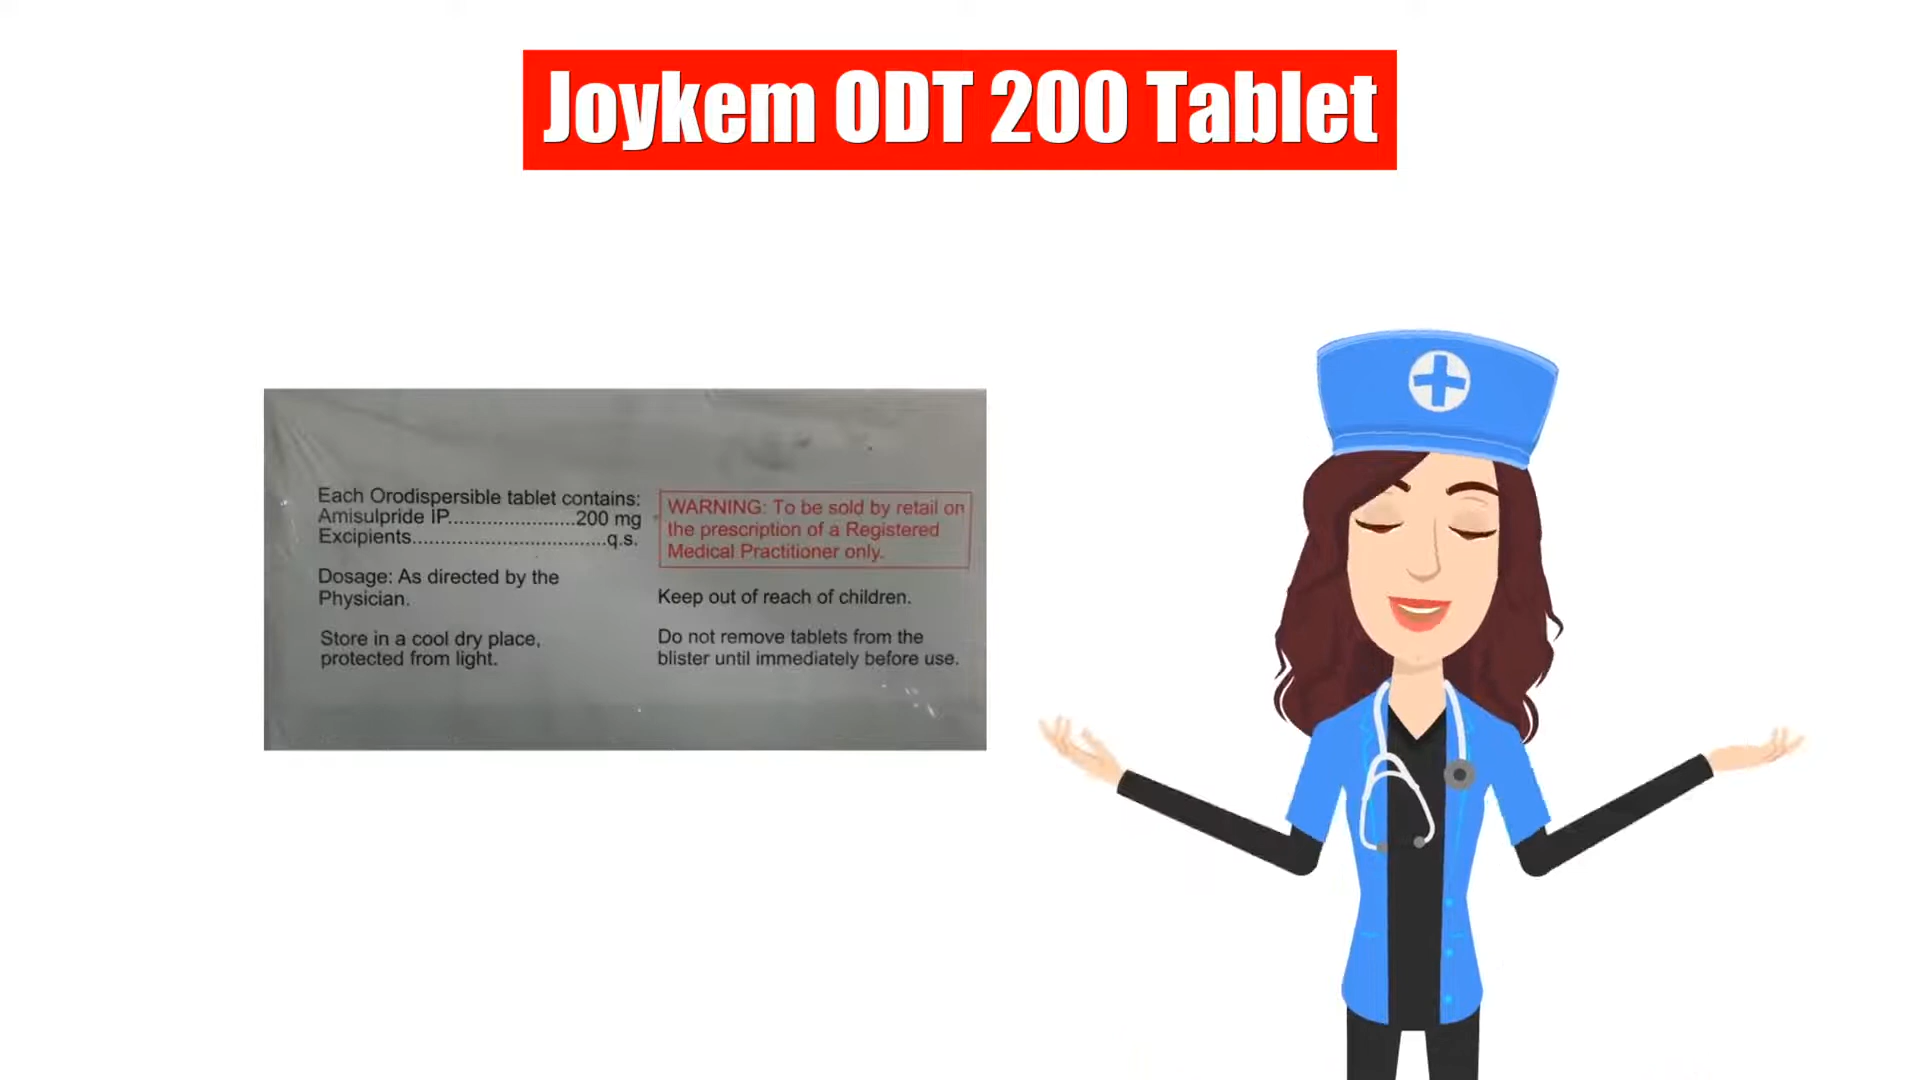 Joykem ODT 200 Tablet
Each Orodispersible tablet contains:
Amisulpride IP......................200 mg
Excipients..................................q.s.
Dosage: As directed by the
Physician.
Store in a cool dry place,
protected from light.
WARNING: To be sold by retail on
the prescription of a Registered
Medical Practitioner only.
Keep out of reach of children.
Do not remove tablets from the
blister until immediately before use.